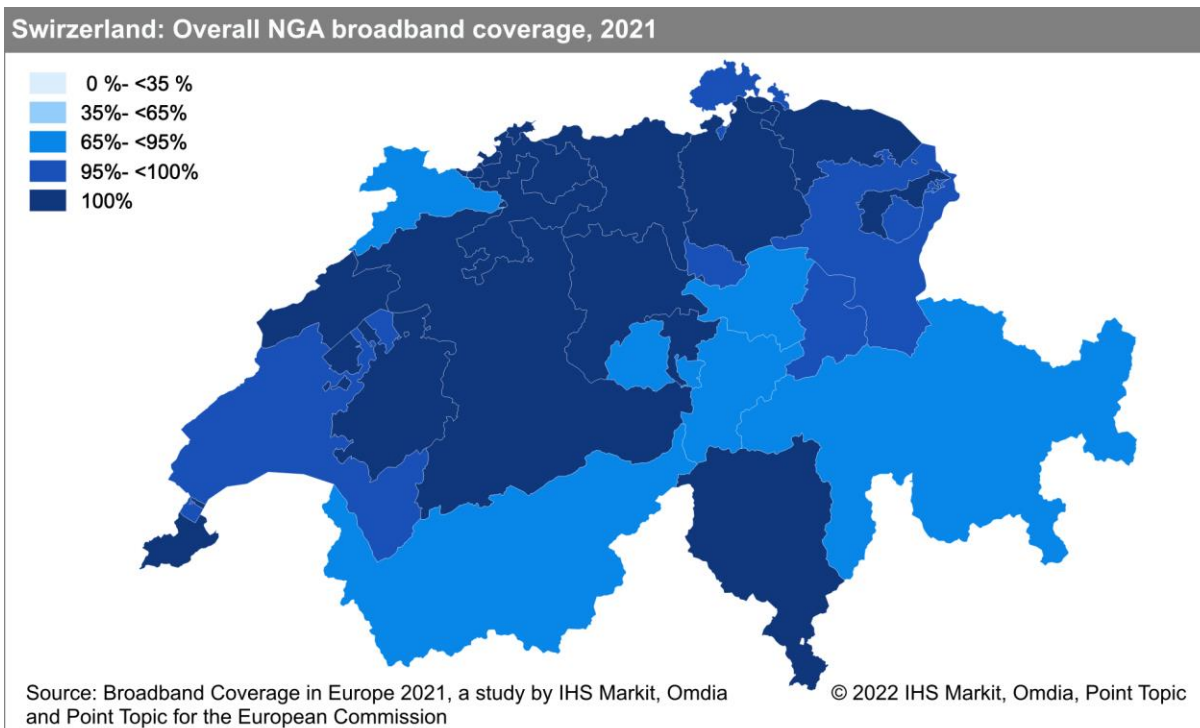 Swirzerland: Overall NGA broadband coverage, 2021
0 %- <35 %
35%- <65%
65%- <95%
95%- <100%
100%
Source: Broadband Coverage in Europe 2021, a study by IHS Markit, Omdia
and Point Topic for the European Commission
© 2022 IHS Markit, Omdia, Point Topic